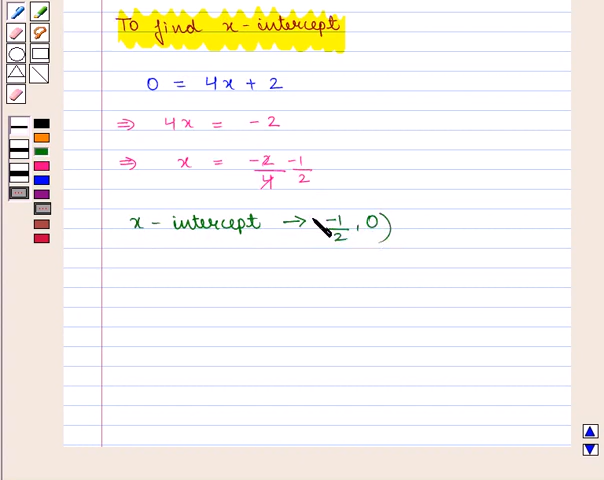 To find x-intercept
0 = 4x + 2
⇒ 4x = -2
⇒ x = -2/4 -1/2
x - intercept → -1/2, 0)